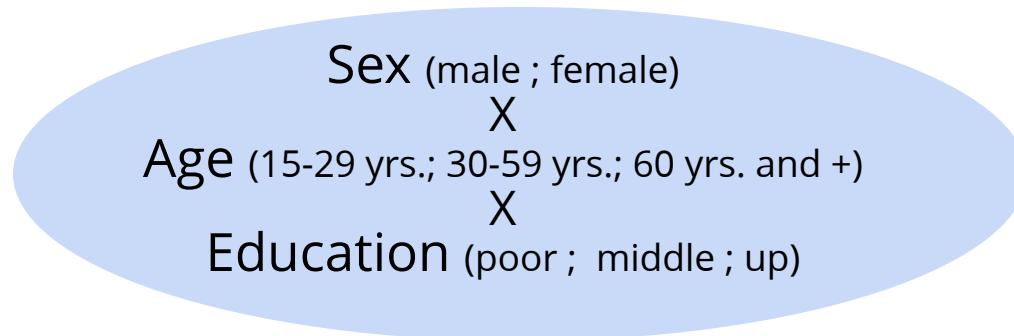 Sex (male ; female)
X
Age (15-29 yrs.; 30-59 yrs.; 60 yrs. and +)
X
Education (poor ; middle ; up)